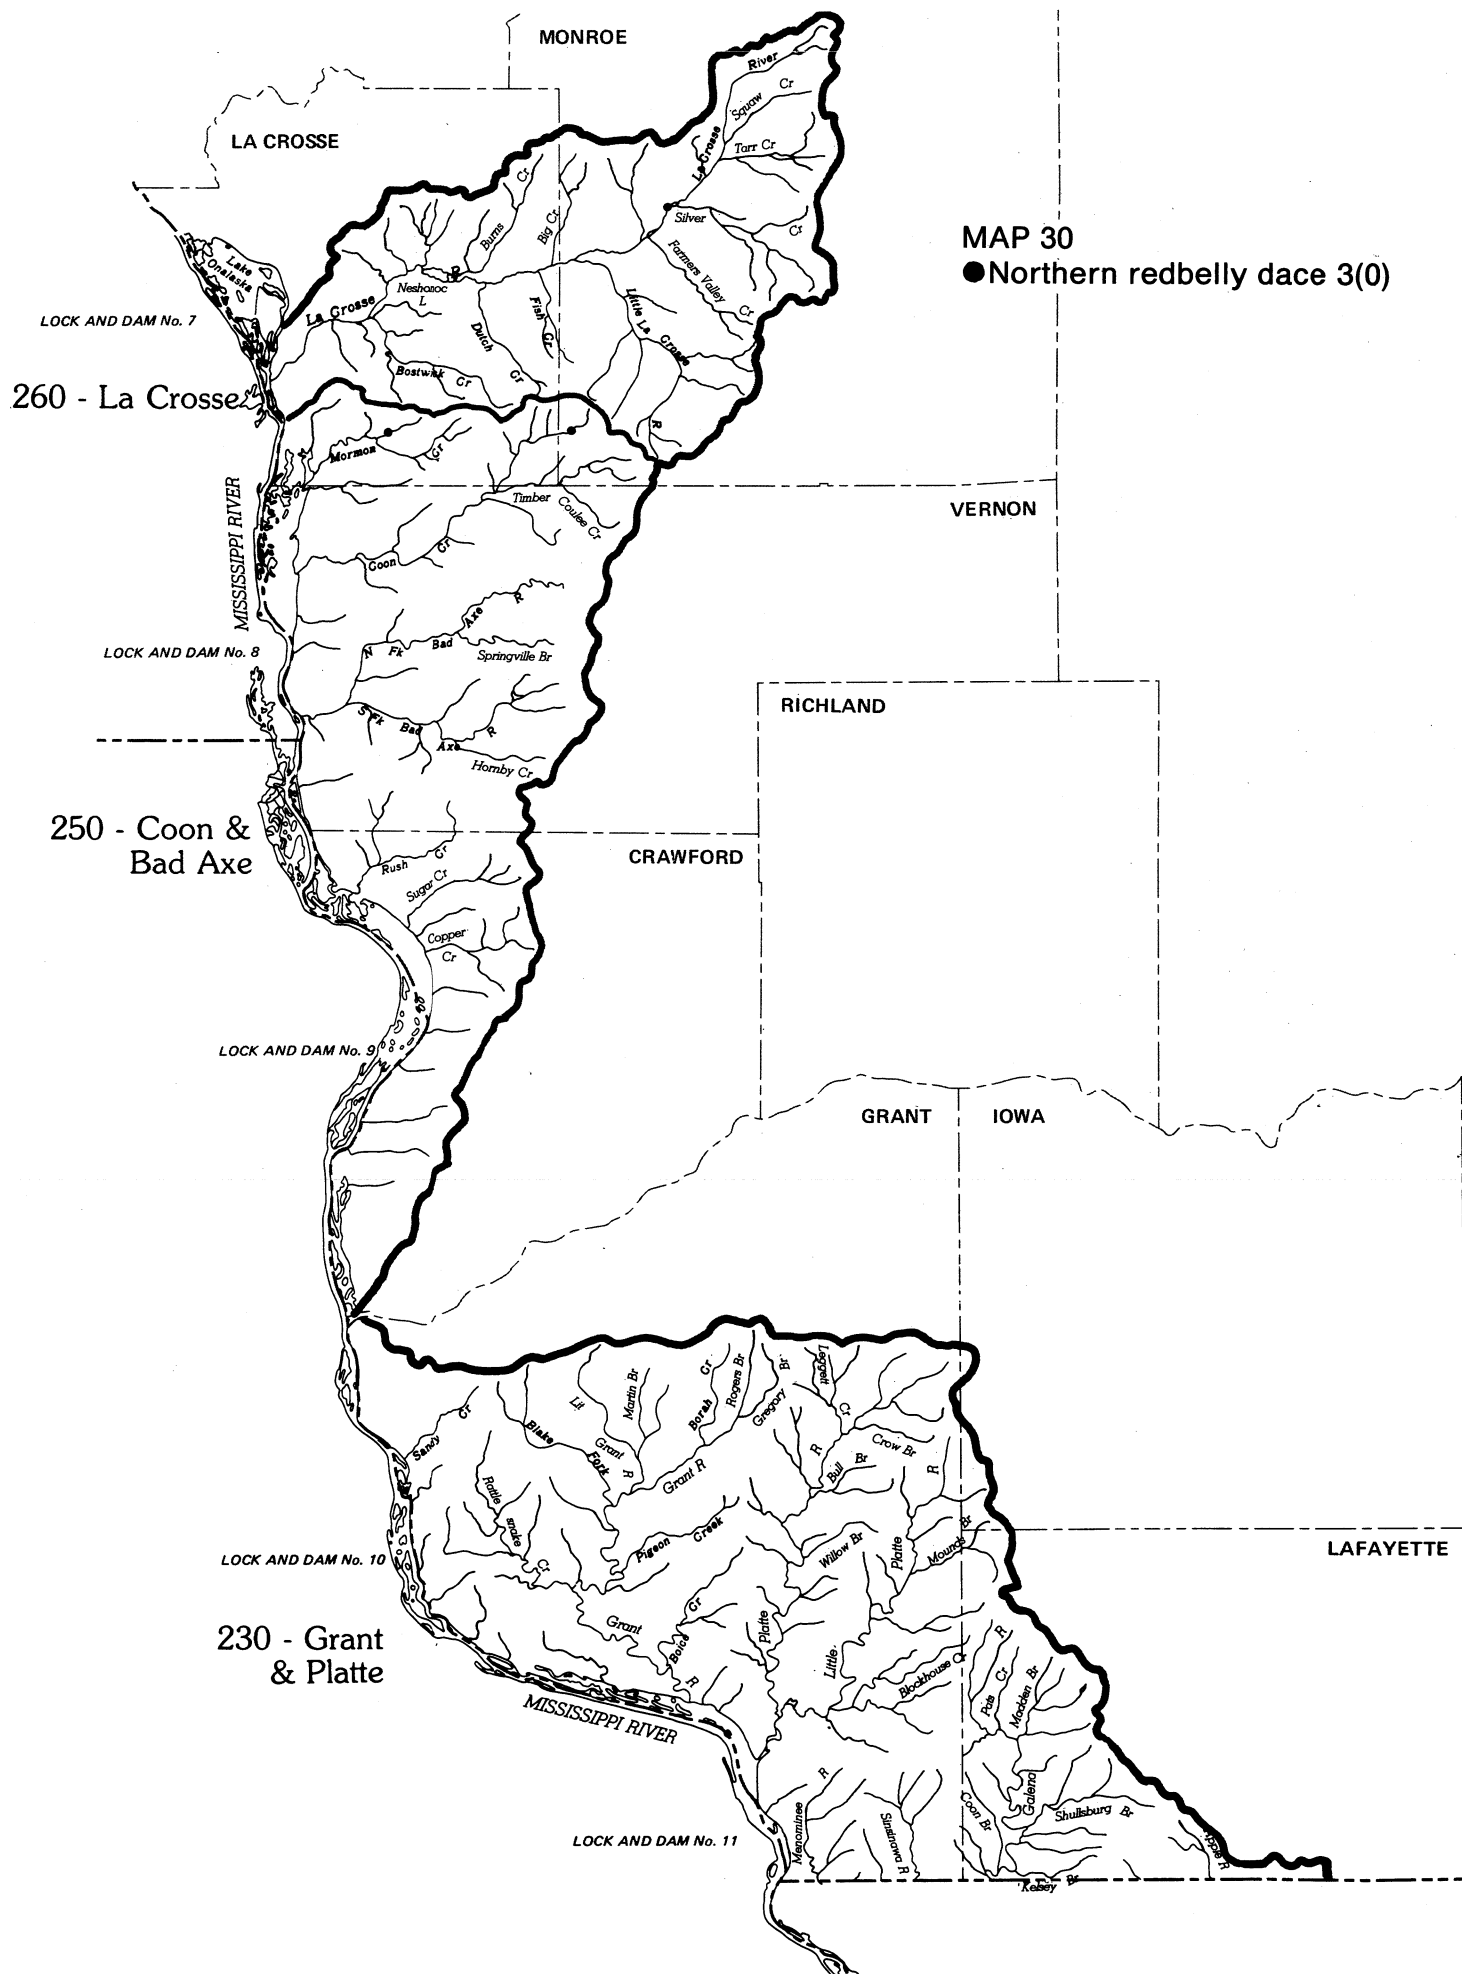 MONROE
River
Cr
Squaw
LA CROSSE
La Crosse
Tarr Cr
Cr
Silver
Burns
Big Cr
Cr
MAP 30
●Northern redbelly dace 3(0)
Lake
Onalaska
R
Neshonoc
L
Farmers Valley
Cr
La Crosse
Fish
Cr
Little La Crosse
LOCK AND DAM No. 7
Dutch
Cr
Bostwick Cr
260 - La Crosse
R
Mormon
Cr
MISSISSIPPI RIVER
Timber
Coulee Cr
VERNON
Coon
Cr
Axe
R
LOCK AND DAM No. 8
N Fk Bad
Springville Br
RICHLAND
S Fk Bad
Axe
R
Hornby Cr
250 - Coon &
Bad Axe
CRAWFORD
Rush
Cr
Sugar Cr
Copper
Cr
LOCK AND DAM No. 9
GRANT
IOWA
Martin Br
Borah
Cr
Rogers Br
Gregory
Br
Leggett
Cr
Lit
Grant
R
Sandy
Cr
Blake
Fork
Grant R
R
Bull
Br
Crow Br
R
Rattle
snake
Cr
Pigeon Creek
Willow Br
Platte
Mounds
Br
LOCK AND DAM No. 10
LAFAYETTE
230 - Grant
& Platte
Grant
Boice
Cr
R
Platte
Little
Blockhouse Cr
R
Pats
Cr
Madden Br
MISSISSIPPI RIVER
Menominee
R
Sinsinawa R
Coon Br
Galena
Shullsburg Br
Apple R
LOCK AND DAM No. 11
Kelsey Br